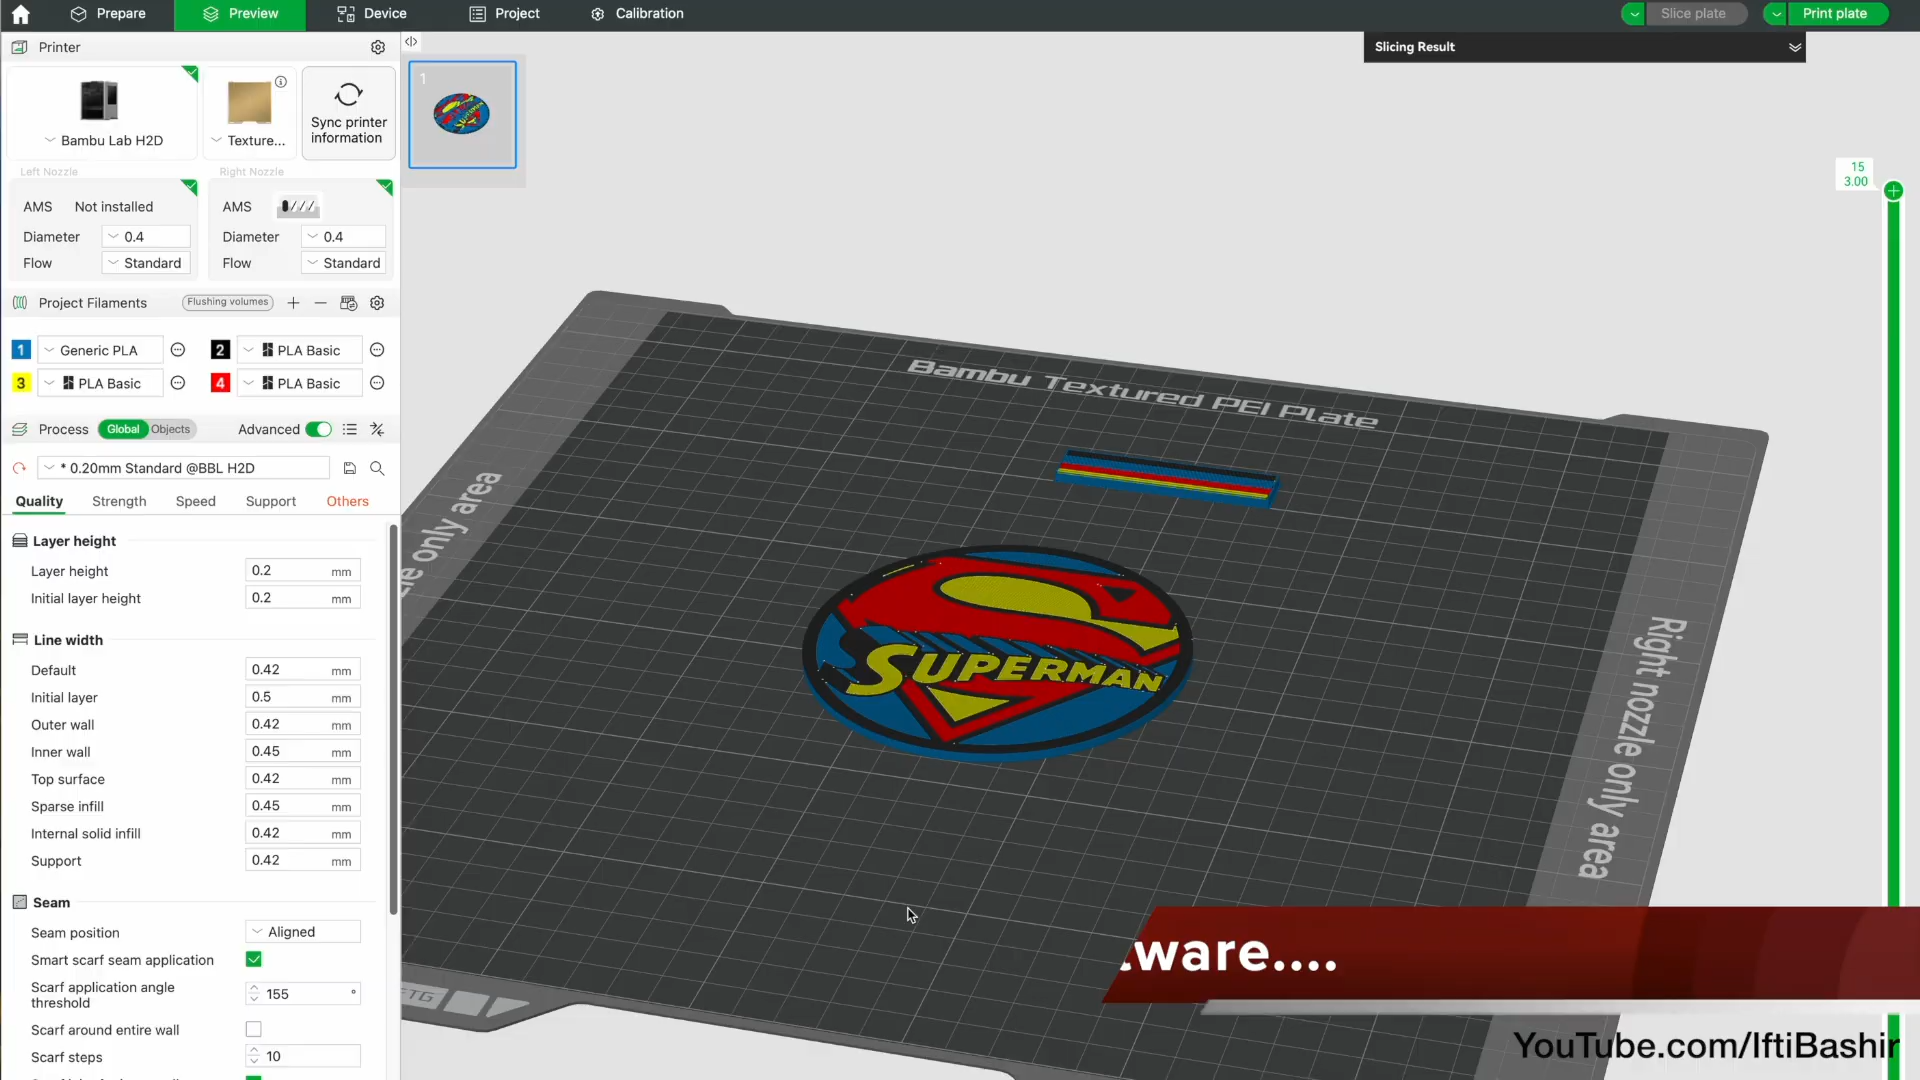 Prepare
Preview
Device
Project
Calibration
Slice plate
Print plate
Printer
Slicing Result
1
Bambu Lab H2D
Texture...
Sync printer
information
15
3.00
Left Nozzle
Right Nozzle
AMS Not installed
AMS
Diameter 0.4
Diameter 0.4
Flow Standard
Flow Standard
Project Filaments
Flushing volumes
1 Generic PLA
2 PLA Basic
3 PLA Basic
4 PLA Basic
Process
Global
Objects
Advanced
* 0.20mm Standard @BBL H2D
Quality
Strength
Speed
Support
Others
Layer height
Layer height 0.2 mm
Initial layer height 0.2 mm
Line width
Default 0.42 mm
Initial layer 0.5 mm
Outer wall 0.42 mm
Inner wall 0.45 mm
Top surface 0.42 mm
Sparse infill 0.45 mm
Internal solid infill 0.42 mm
Support 0.42 mm
Seam
Seam position Aligned
Smart scarf seam application
Scarf application angle
threshold
155 °
Scarf around entire wall
Scarf steps 10
Bambu Textured PEI Plate
only area
SUPERMAN
Right nozzle only area
tware....
YouTube.com/IftiBashir